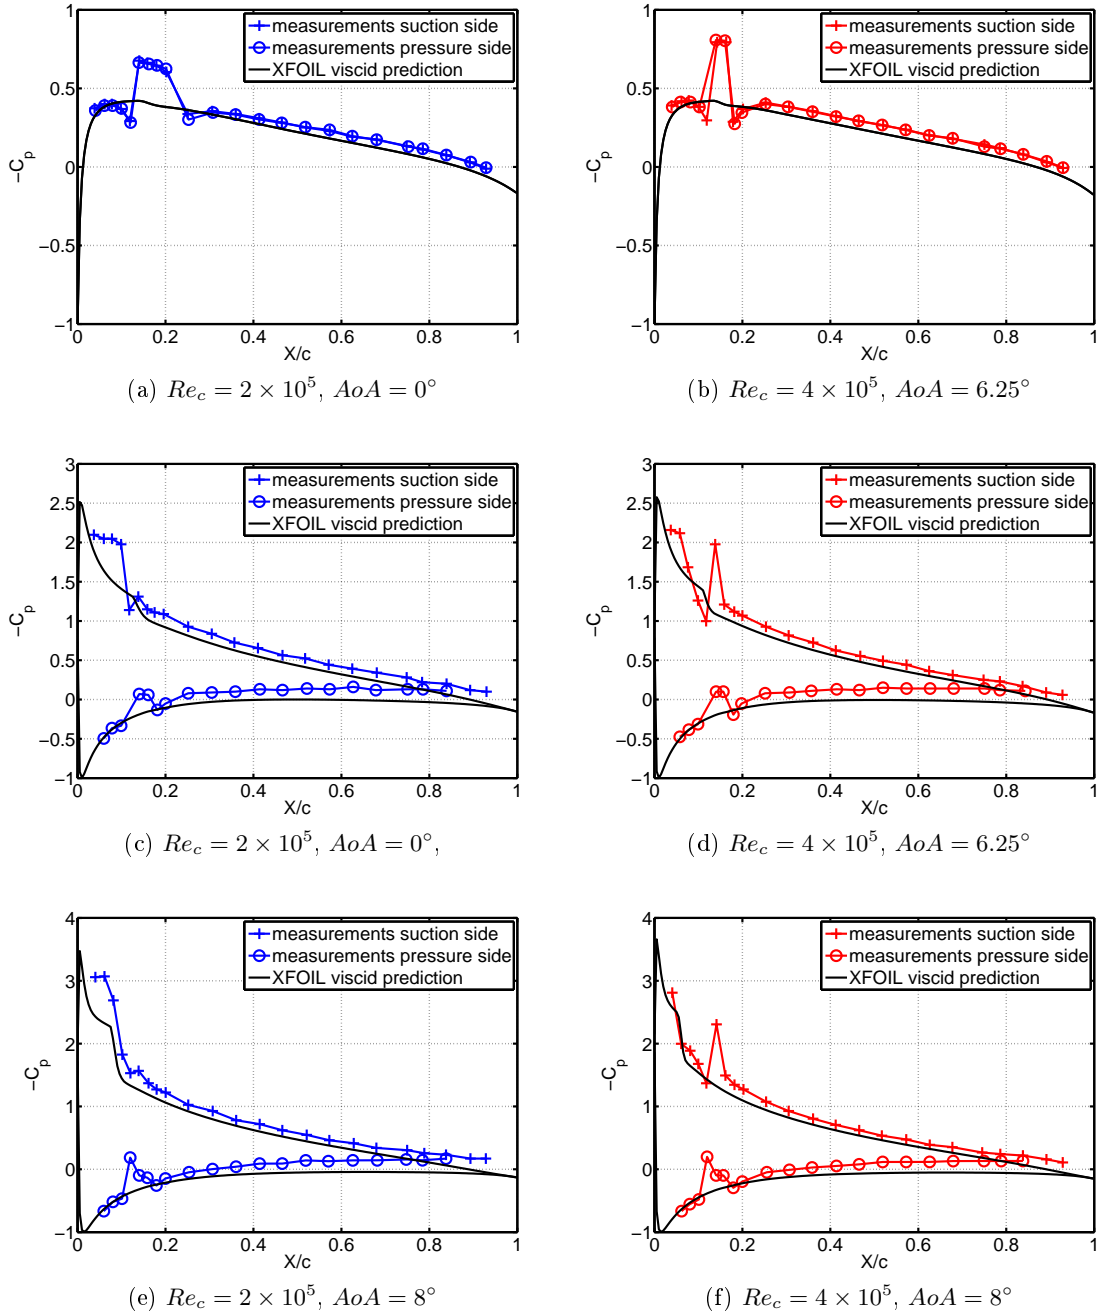 1
0.5
0
−0.5
−1
−Cp
0 0.2 0.4 0.6 0.8 1
X/c
measurements suction side
measurements pressure side
XFOIL viscid prediction
(a) Re_c = 2 × 10^5, AoA = 0°
1
0.5
0
−0.5
−1
−Cp
0 0.2 0.4 0.6 0.8 1
X/c
measurements suction side
measurements pressure side
XFOIL viscid prediction
(b) Re_c = 4 × 10^5, AoA = 6.25°
3
2.5
2
1.5
1
0.5
0
−0.5
−1
−Cp
0 0.2 0.4 0.6 0.8 1
X/c
measurements suction side
measurements pressure side
XFOIL viscid prediction
(c) Re_c = 2 × 10^5, AoA = 0°,
3
2.5
2
1.5
1
0.5
0
−0.5
−1
−Cp
0 0.2 0.4 0.6 0.8 1
X/c
measurements suction side
measurements pressure side
XFOIL viscid prediction
(d) Re_c = 4 × 10^5, AoA = 6.25°
4
3
2
1
0
−1
−Cp
0 0.2 0.4 0.6 0.8 1
X/c
measurements suction side
measurements pressure side
XFOIL viscid prediction
(e) Re_c = 2 × 10^5, AoA = 8°
4
3
2
1
0
−1
−Cp
0 0.2 0.4 0.6 0.8 1
X/c
measurements suction side
measurements pressure side
XFOIL viscid prediction
(f) Re_c = 4 × 10^5, AoA = 8°